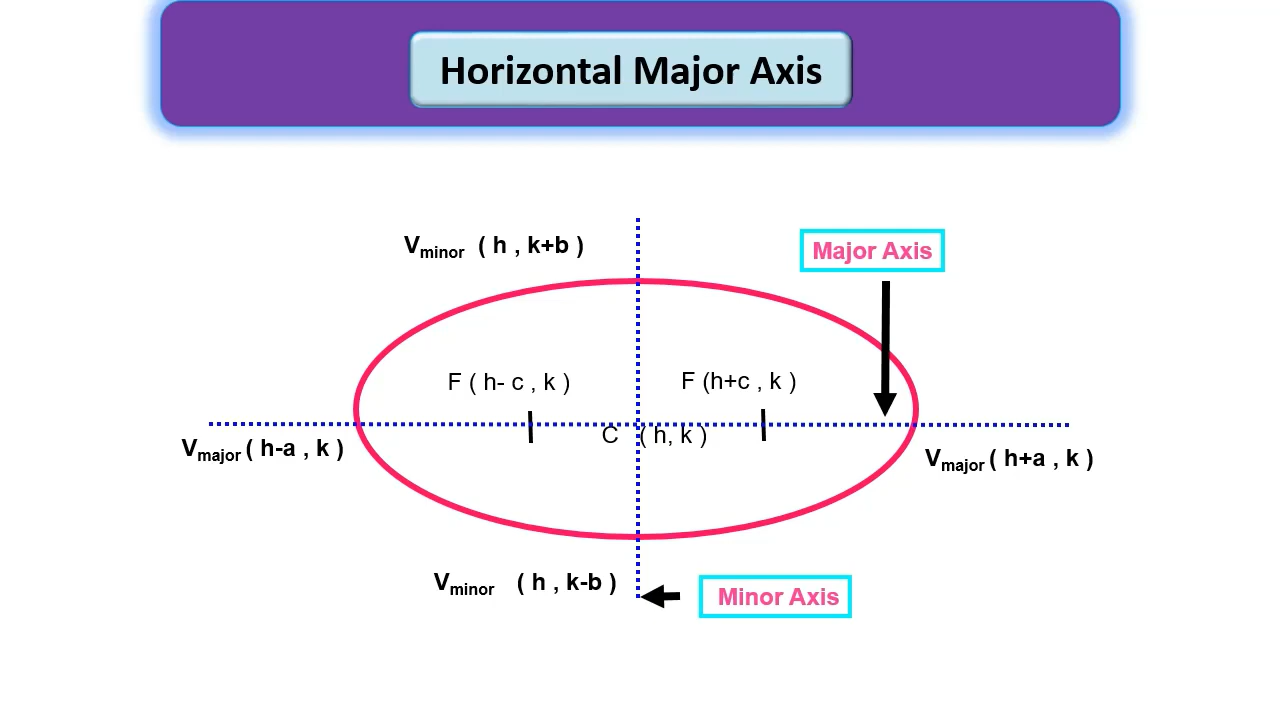 Horizontal Major Axis
Vminor ( h , k+b )
Major Axis
F ( h- c , k )
F (h+c , k )
C ( h, k )
Vmajor ( h-a , k )
Vmajor ( h+a , k )
Vminor ( h , k-b )
Minor Axis